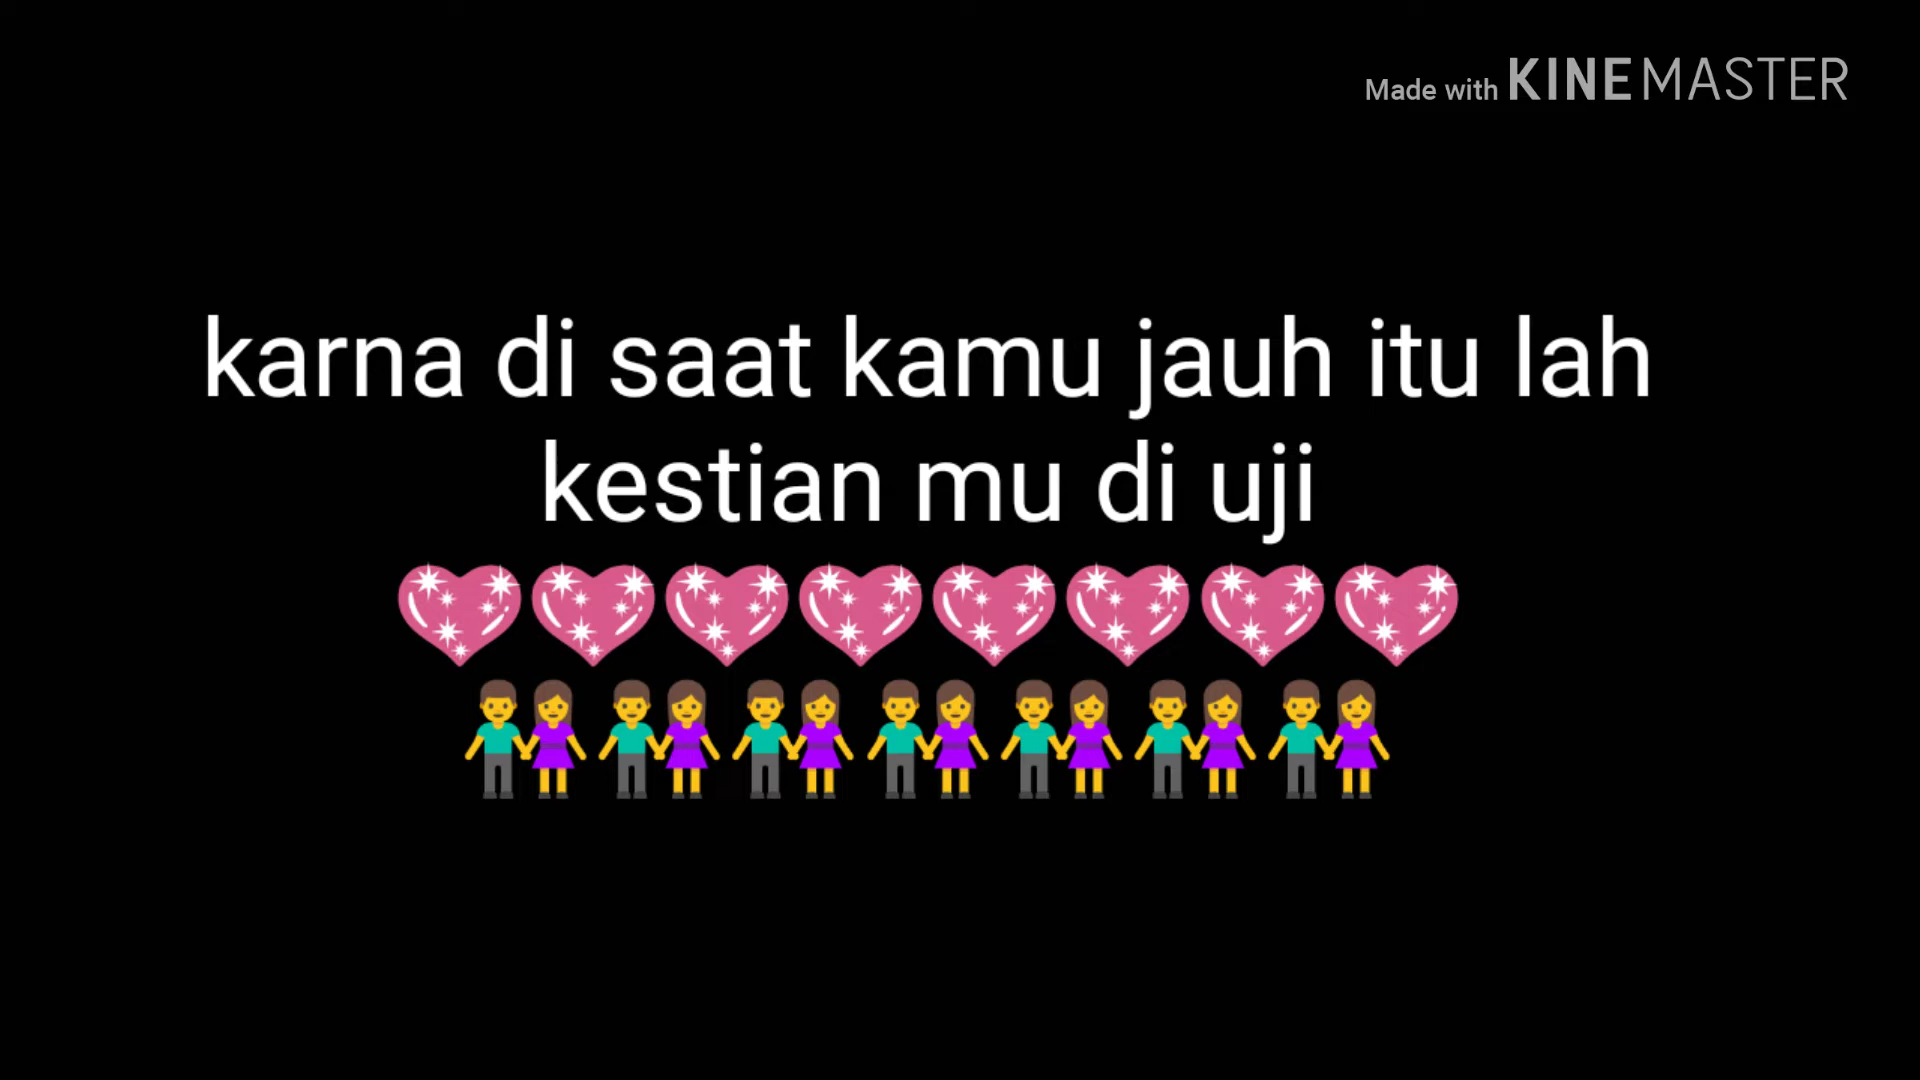 Made with KINEMASTER
karna di saat kamu jauh itu lah
kestian mu di uji
💖💖💖💖💖💖💖💖
👫👫👫👫👫👫👫